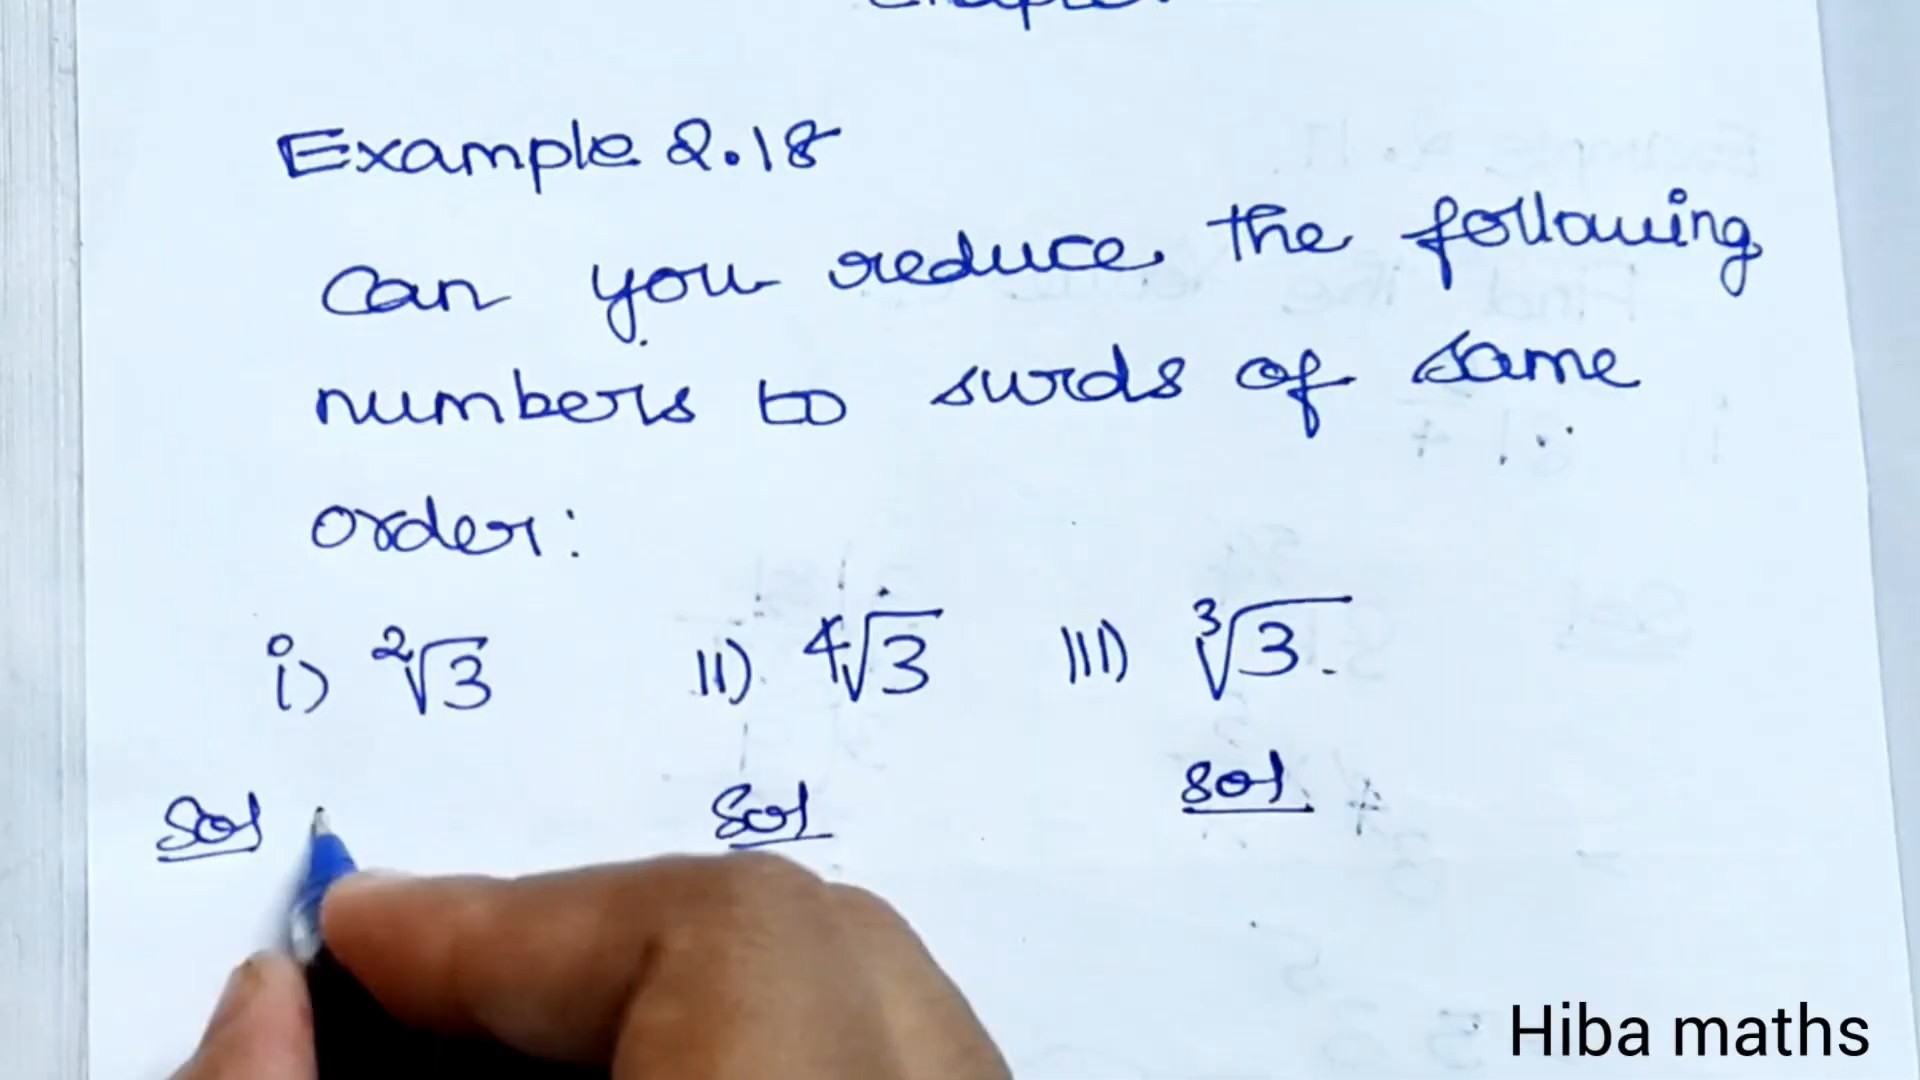 Example 2.18
Can you reduce the following
numbers to surds of same
order:
i) ²√3 ii) ⁴√3 iii) ³√3.
Sol Sol Sol
Hiba maths